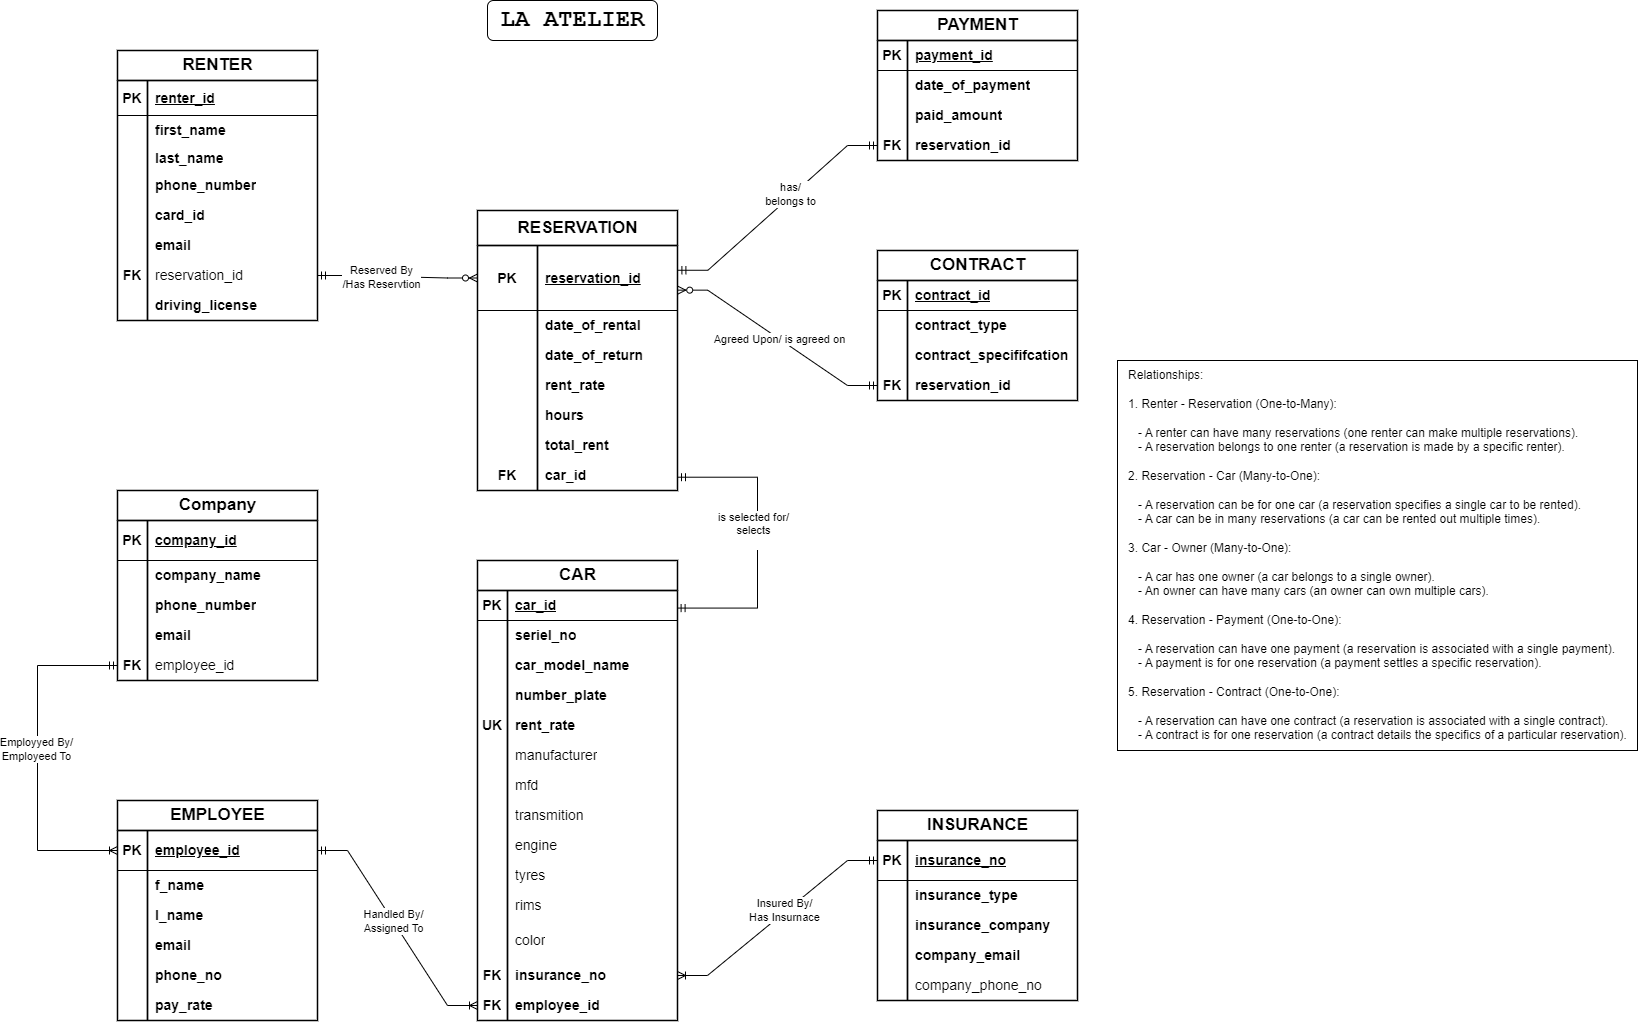 LA ATELIER
RENTER
PK renter_id
first_name
last_name
phone_number
card_id
email
FK reservation_id
driving_license
Reserved By
/Has Reservtion
RESERVATION
PK reservation_id
date_of_rental
date_of_return
rent_rate
hours
total_rent
FK car_id
has/
belongs to
PAYMENT
PK payment_id
date_of_payment
paid_amount
FK reservation_id
Agreed Upon/ is agreed on
CONTRACT
PK contract_id
contract_type
contract_specififcation
FK reservation_id
is selected for/
selects
Company
PK company_id
company_name
phone_number
email
FK employee_id
Employyed By/
Employeed To
EMPLOYEE
PK employee_id
f_name
l_name
email
phone_no
pay_rate
Handled By/
Assigned To
CAR
PK car_id
seriel_no
car_model_name
number_plate
UK rent_rate
manufacturer
mfd
transmition
engine
tyres
rims
color
FK insurance_no
FK employee_id
Insured By/
Has Insurnace
INSURANCE
PK insurance_no
insurance_type
insurance_company
company_email
company_phone_no
Relationships:
1. Renter - Reservation (One-to-Many):
- A renter can have many reservations (one renter can make multiple reservations).
- A reservation belongs to one renter (a reservation is made by a specific renter).
2. Reservation - Car (Many-to-One):
- A reservation can be for one car (a reservation specifies a single car to be rented).
- A car can be in many reservations (a car can be rented out multiple times).
3. Car - Owner (Many-to-One):
- A car has one owner (a car belongs to a single owner).
- An owner can have many cars (an owner can own multiple cars).
4. Reservation - Payment (One-to-One):
- A reservation can have one payment (a reservation is associated with a single payment).
- A payment is for one reservation (a payment settles a specific reservation).
5. Reservation - Contract (One-to-One):
- A reservation can have one contract (a reservation is associated with a single contract).
- A contract is for one reservation (a contract details the specifics of a particular reservation).